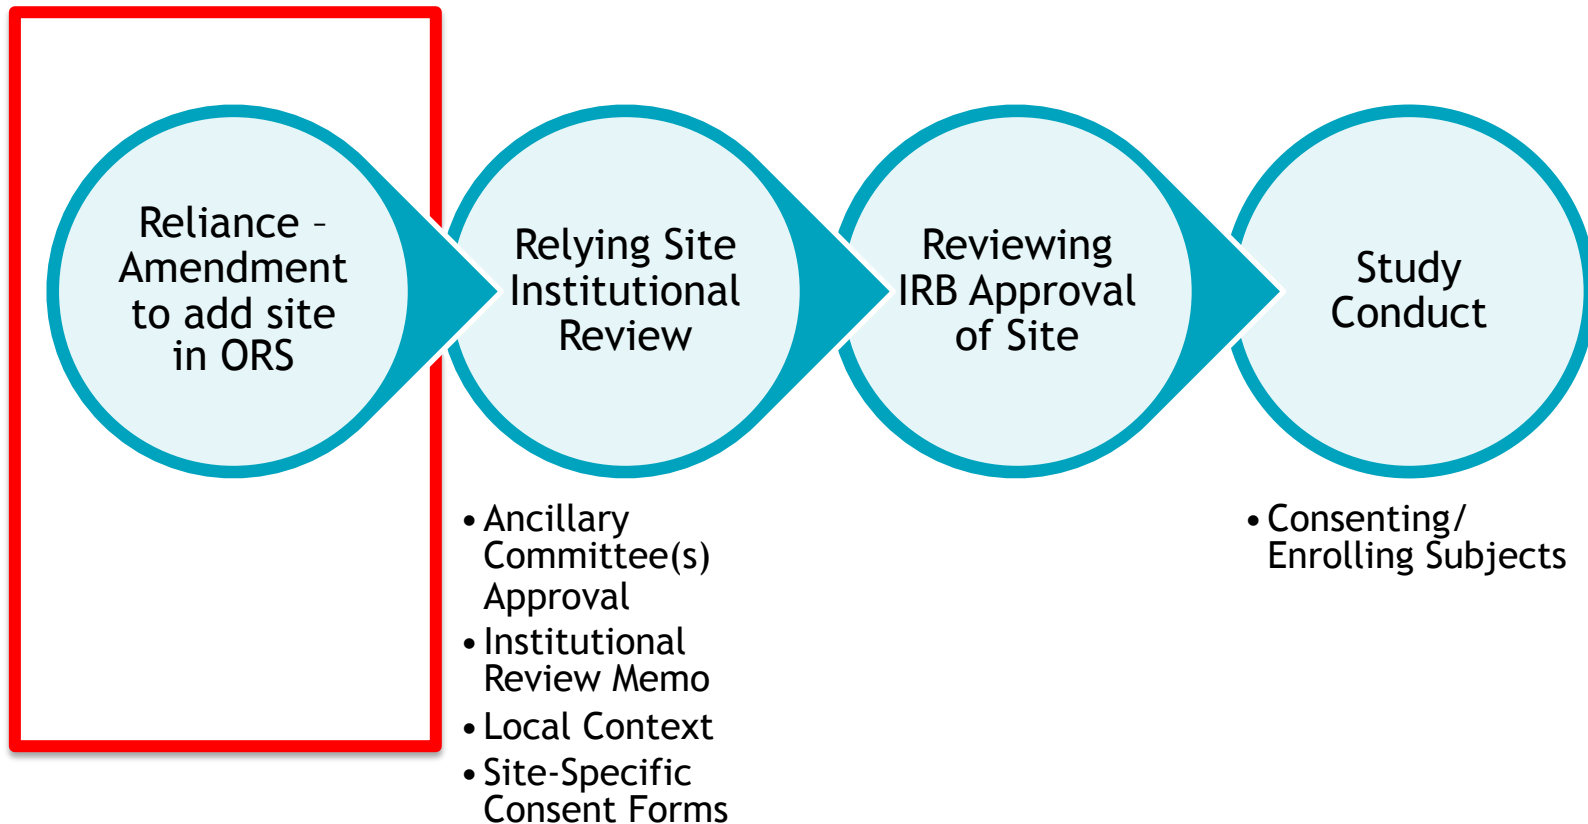 Reliance –
Amendment
to add site
in ORS
Relying Site
Institutional
Review
• Ancillary
Committee(s)
Approval
• Institutional
Review Memo
• Local Context
• Site-Specific
Consent Forms
Reviewing
IRB Approval
of Site
Study
Conduct
• Consenting/
Enrolling Subjects